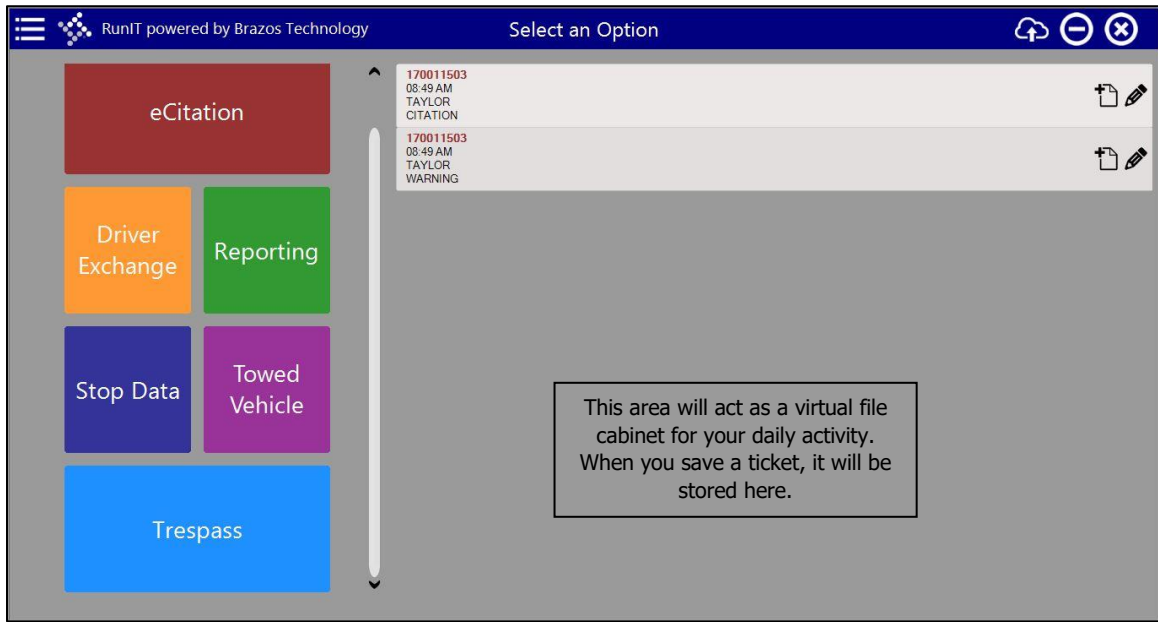 RunIT powered by Brazos Technology
Select an Option
eCitation
Driver
Exchange
Reporting
Stop Data
Towed
Vehicle
Trespass
170011503
08:49 AM
TAYLOR
CITATION
170011503
08:49 AM
TAYLOR
WARNING
This area will act as a virtual file
cabinet for your daily activity.
When you save a ticket, it will be
stored here.